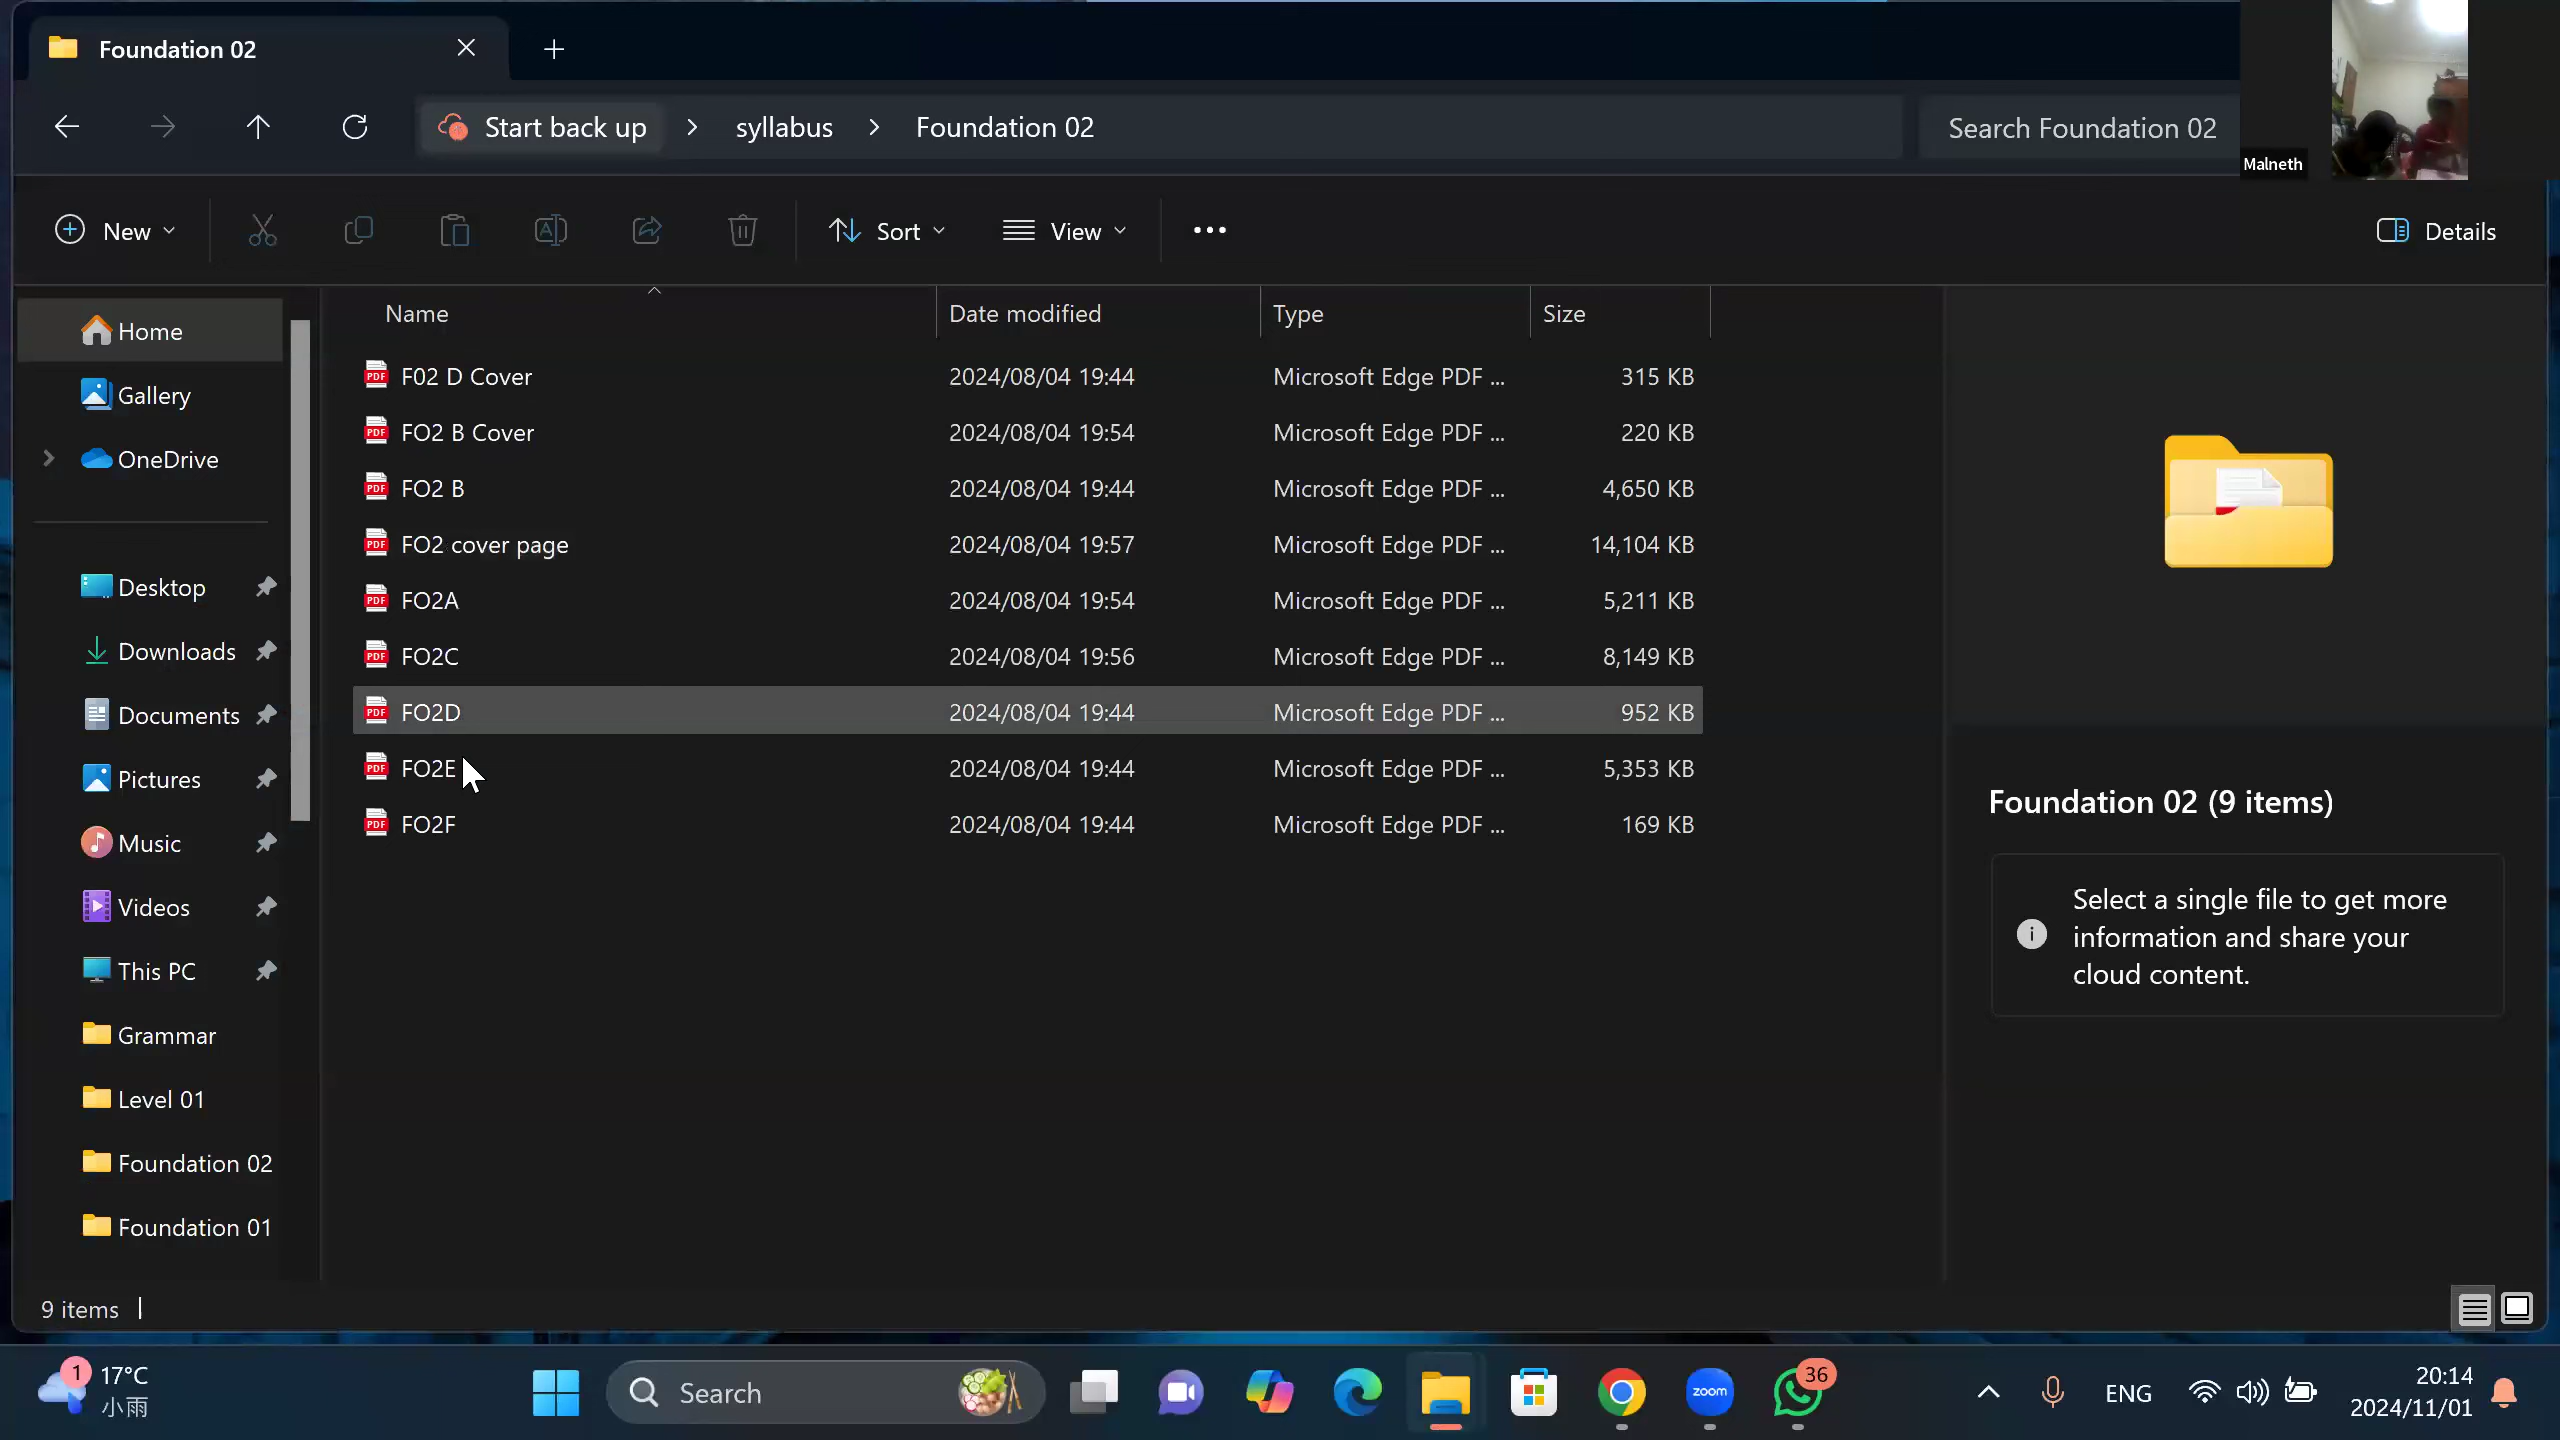 Foundation 02
Start back up > syllabus > Foundation 02
Search Foundation 02
Malneth
New
Sort
View
Details
Name Date modified Type Size
F02 D Cover 2024/08/04 19:44 Microsoft Edge PDF ... 315 KB
FO2 B Cover 2024/08/04 19:54 Microsoft Edge PDF ... 220 KB
FO2 B 2024/08/04 19:44 Microsoft Edge PDF ... 4,650 KB
FO2 cover page 2024/08/04 19:57 Microsoft Edge PDF ... 14,104 KB
FO2A 2024/08/04 19:54 Microsoft Edge PDF ... 5,211 KB
FO2C 2024/08/04 19:56 Microsoft Edge PDF ... 8,149 KB
FO2D 2024/08/04 19:44 Microsoft Edge PDF ... 952 KB
FO2E 2024/08/04 19:44 Microsoft Edge PDF ... 5,353 KB
FO2F 2024/08/04 19:44 Microsoft Edge PDF ... 169 KB
Home
Gallery
OneDrive
Desktop
Downloads
Documents
Pictures
Music
Videos
This PC
Grammar
Level 01
Foundation 02
Foundation 01
Foundation 02 (9 items)
Select a single file to get more
information and share your
cloud content.
9 items
1
17°C
小雨
Search
zoom
36
ENG
20:14
2024/11/01